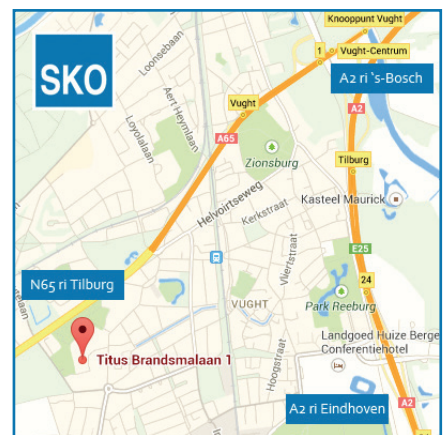 Knooppunt Vught
SKO
Loonsebaan
1
Vught-Centrum
A2 ri ‘s-Bosch
Aert Heymlaan
Vught
A2
Loyolalaan
A65
Zionsburg
Tilburg
Helvoirtseweg
Kasteel Maurick
Kerkstraat
E25
N65 ri Tilburg
Vliertstraat
24
VUGHT
Park Reeburg
Titus Brandsmalaan 1
Hoogstraat
Landgoed Huize Bergen
Conferentiehotel
A2 ri Eindhoven
A2